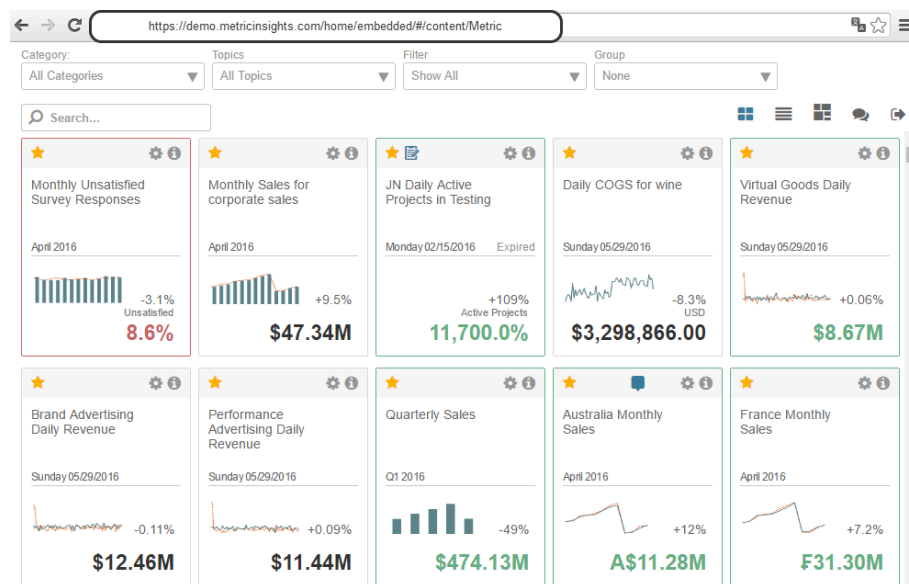 https://demo.metricinsights.com/home/embedded/#/content/Metric
Category: Topics Filter Group
All Categories All Topics Show All None
Search...
Monthly Unsatisfied
Survey Responses
April 2016
-3.1%
Unsatisfied
8.6%
Monthly Sales for
corporate sales
April 2016
+9.5%
$47.34M
JN Daily Active
Projects in Testing
Monday 02/15/2016 Expired
+109%
Active Projects
11,700.0%
Daily COGS for wine
Sunday 05/29/2016
-8.3%
USD
$3,298,866.00
Virtual Goods Daily
Revenue
Sunday 05/29/2016
+0.06%
$8.67M
Brand Advertising
Daily Revenue
Sunday 05/29/2016
-0.11%
$12.46M
Performance
Advertising Daily
Revenue
Sunday 05/29/2016
+0.09%
$11.44M
Quarterly Sales
Q1 2016
-49%
$474.13M
Australia Monthly
Sales
April 2016
+12%
A$11.28M
France Monthly
Sales
April 2016
+7.2%
₣31.30M